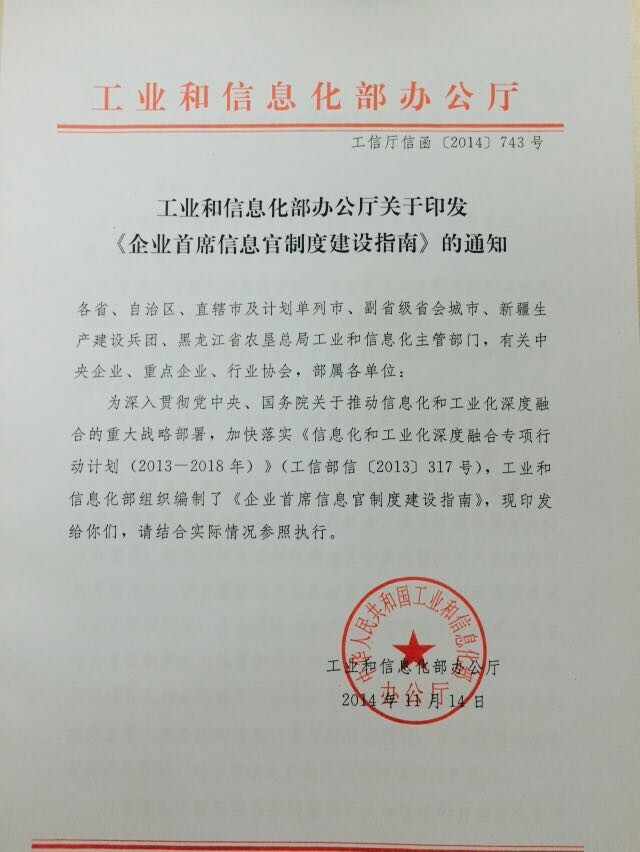 工业和信息化部办公厅
工信厅信函〔2014〕743号
工业和信息化部办公厅关于印发
《企业首席信息官制度建设指南》的通知
各省、自治区、直辖市及计划单列市、副省级省会城市、新疆生
产建设兵团、黑龙江省农垦总局工业和信息化主管部门，有关中
央企业、重点企业、行业协会，部属各单位：
为深入贯彻党中央、国务院关于推动信息化和工业化深度融
合的重大战略部署，加快落实《信息化和工业化深度融合专项行
动计划（2013－2018年）》（工信部信〔2013〕317号），工业和
信息化部组织编制了《企业首席信息官制度建设指南》，现印发
给你们，请结合实际情况参照执行。
中华人民共和国工业和信息化部
工业和信息化部办公厅
办公厅
2014年11月14日